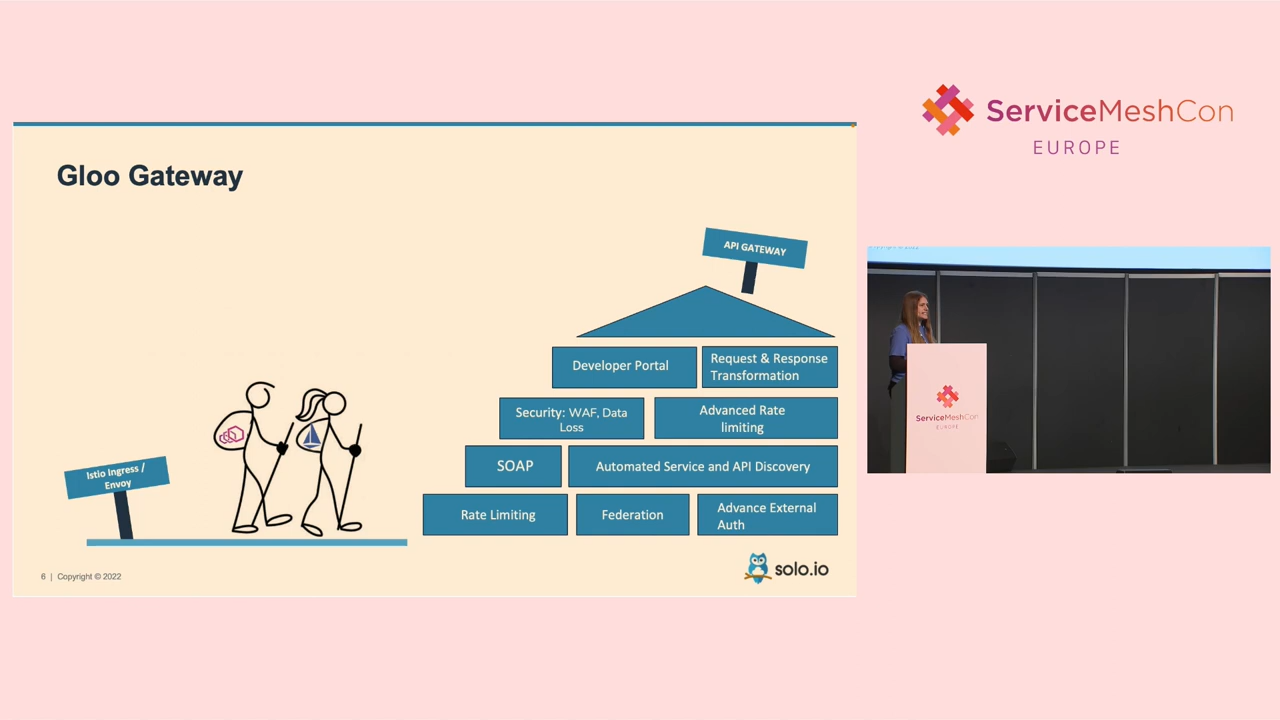 ServiceMeshCon
EUROPE
Gloo Gateway
API GATEWAY
Developer Portal
Request & Response
Transformation
Security: WAF, Data
Loss
Advanced Rate
limiting
SOAP
Automated Service and API Discovery
Rate Limiting
Federation
Advance External
Auth
Istio Ingress /
Envoy
6 | Copyright © 2022
solo.io
ServiceMeshCon
EUROPE